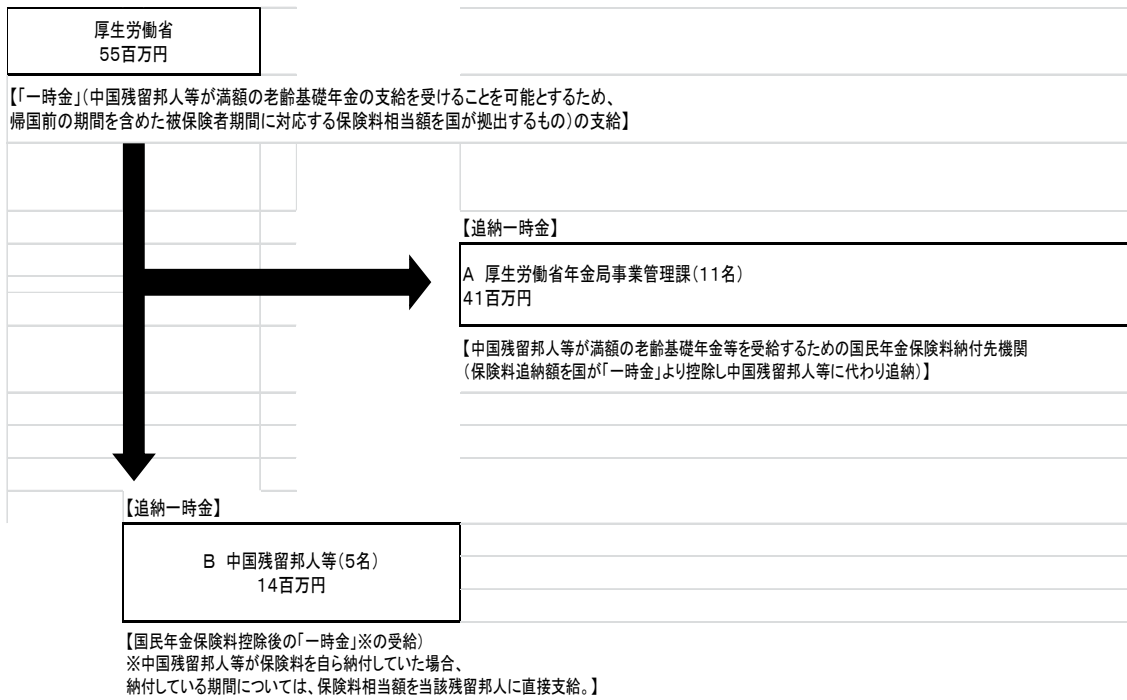 厚生労働省
55百万円
【「一時金」(中国残留邦人等が満額の老齢基礎年金の支給を受けることを可能とするため、
帰国前の期間を含めた被保険者期間に対応する保険料相当額を国が拠出するもの)の支給】
【追納一時金】
A 厚生労働省年金局事業管理課(11名)
41百万円
【中国残留邦人等が満額の老齢基礎年金等を受給するための国民年金保険料納付先機関
(保険料追納額を国が「一時金」より控除し中国残留邦人等に代わり追納)】
【追納一時金】
B 中国残留邦人等(5名)
14百万円
【国民年金保険料控除後の「一時金」※の受給)
※中国残留邦人等が保険料を自ら納付していた場合、
納付している期間については、保険料相当額を当該残留邦人に直接支給。】